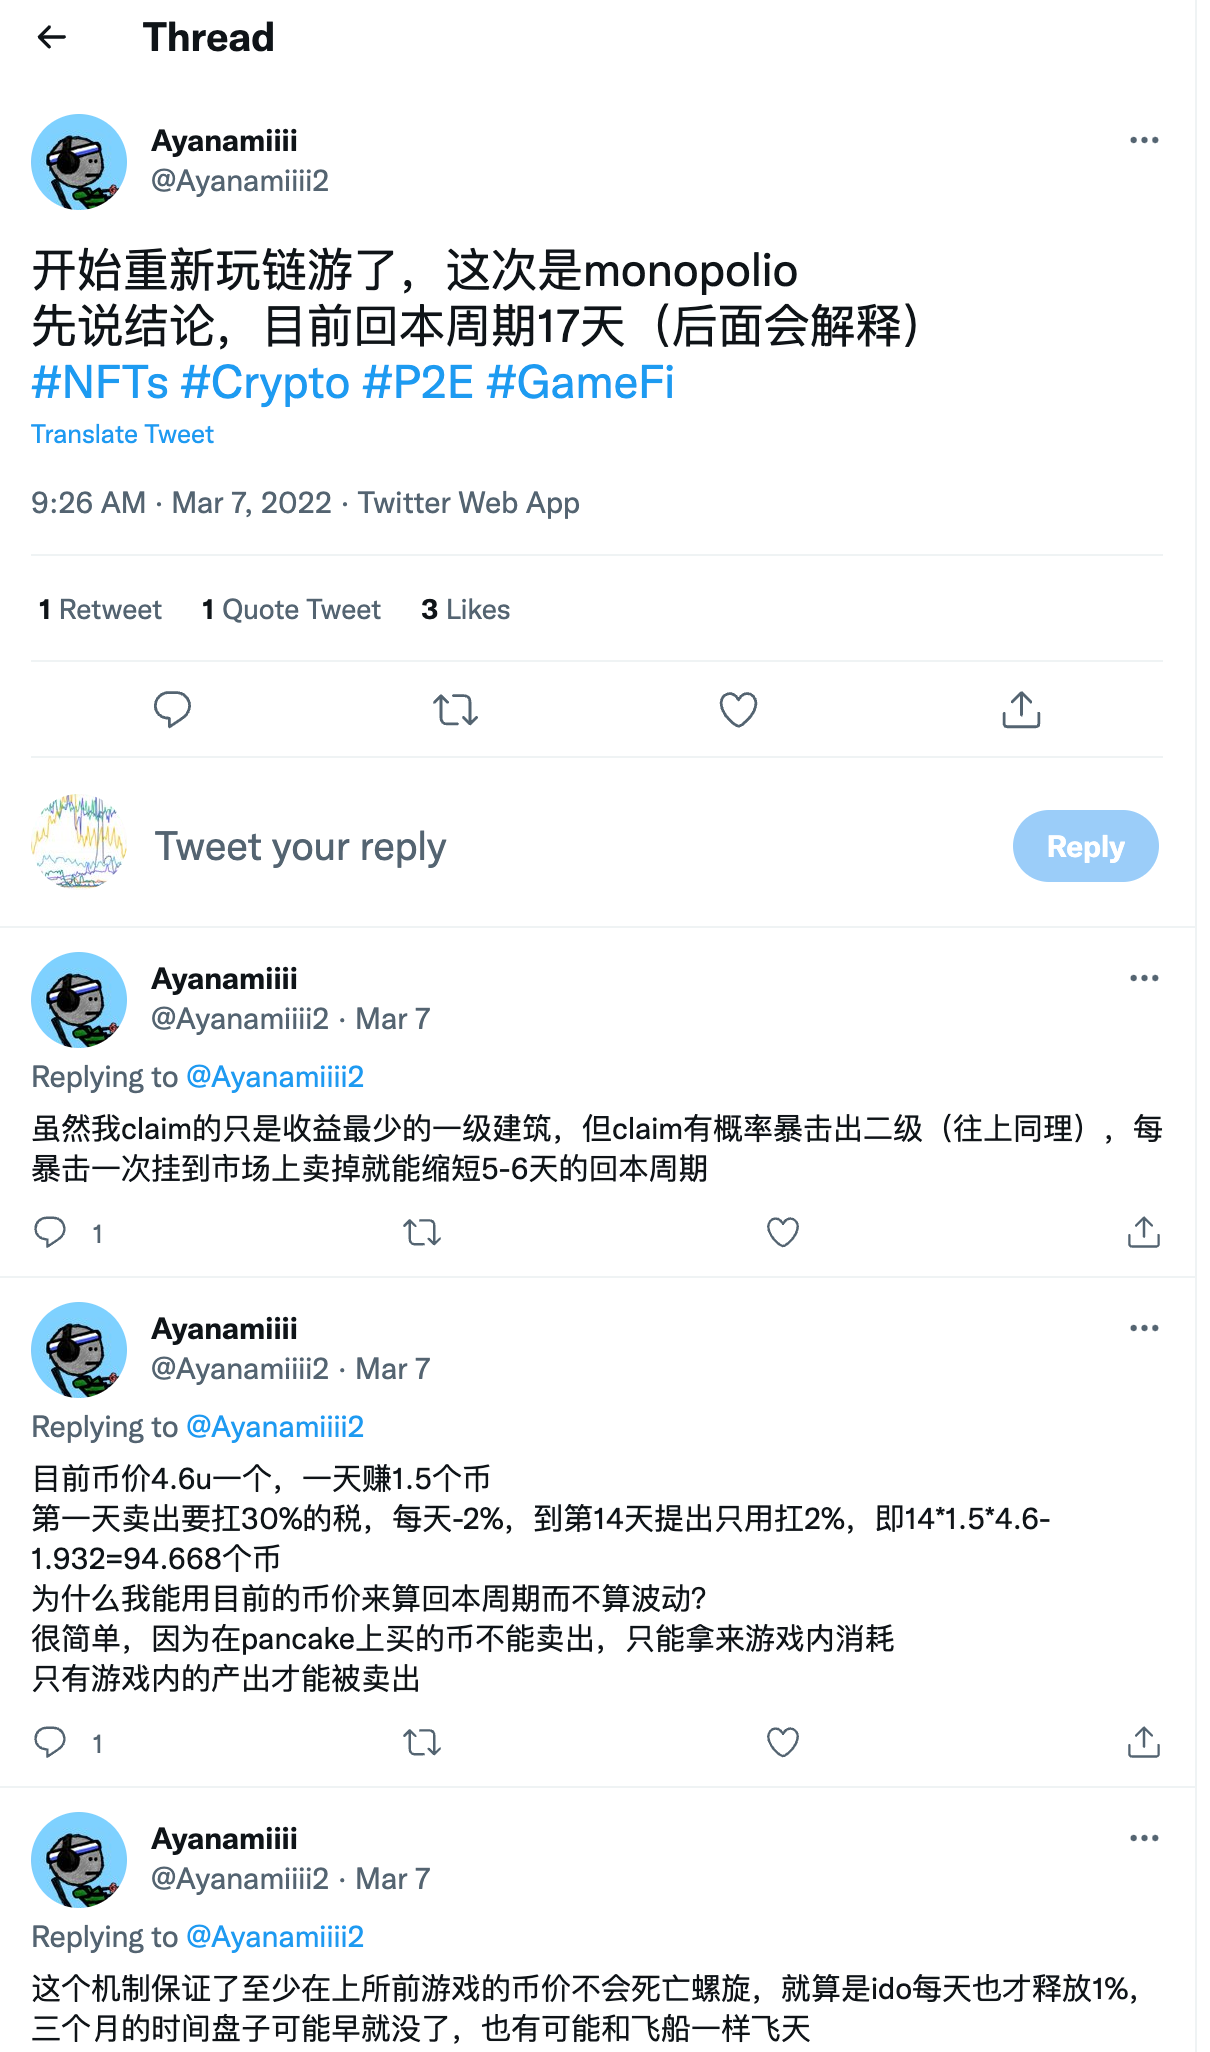 Thread
Ayanamiiii
@Ayanamiiii2
开始重新玩链游了，这次是monopolio
先说结论，目前回本周期17天（后面会解释）
#NFTs #Crypto #P2E #GameFi
Translate Tweet
9:26 AM · Mar 7, 2022 · Twitter Web App
1 Retweet 1 Quote Tweet 3 Likes
Tweet your reply
Reply
Ayanamiiii
@Ayanamiiii2 · Mar 7
Replying to @Ayanamiiii2
虽然我claim的只是收益最少的一级建筑，但claim有概率暴击出二级（往上同理），每
暴击一次挂到市场上卖掉就能缩短5-6天的回本周期
1
Ayanamiiii
@Ayanamiiii2 · Mar 7
Replying to @Ayanamiiii2
目前币价4.6u一个，一天赚1.5个币
第一天卖出要扛30%的税，每天-2%，到第14天提出只用扛2%，即14*1.5*4.6-
1.932=94.668个币
为什么我能用目前的币价来算回本周期而不算波动?
很简单，因为在pancake上买的币不能卖出，只能拿来游戏内消耗
只有游戏内的产出才能被卖出
1
Ayanamiiii
@Ayanamiiii2 · Mar 7
Replying to @Ayanamiiii2
这个机制保证了至少在上所前游戏的币价不会死亡螺旋，就算是ido每天也才释放1%，
三个月的时间盘子可能早就没了，也有可能和飞船一样飞天